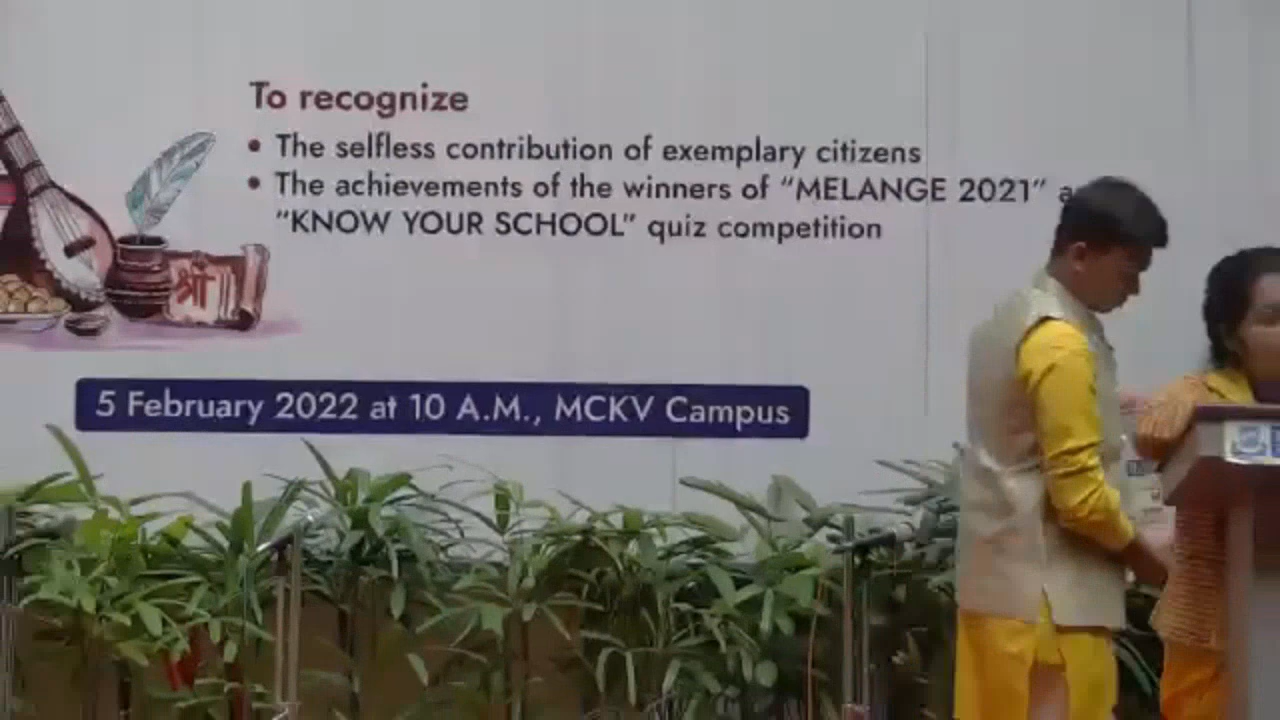 To recognize
• The selfless contribution of exemplary citizens
• The achievements of the winners of “MELANGE 2021”
“KNOW YOUR SCHOOL” quiz competition
श्री
5 February 2022 at 10 A.M., MCKV Campus